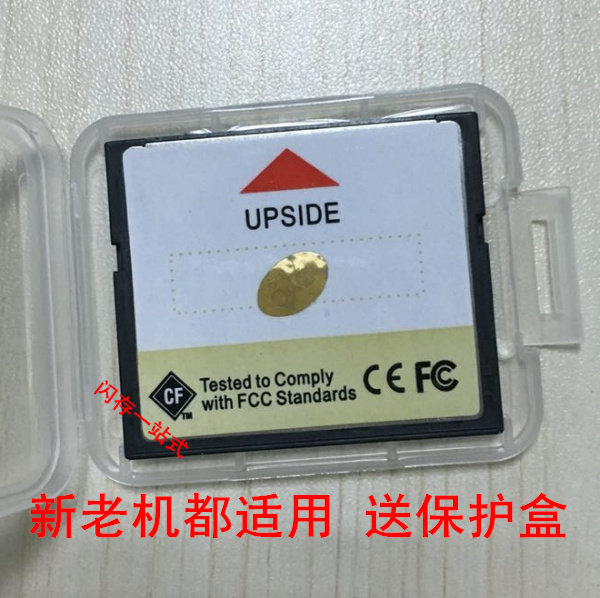 UPSIDE
CF
TM
Tested to Comply
with FCC Standards
CE FC
闪存一站式
新老机都适用 送保护盒